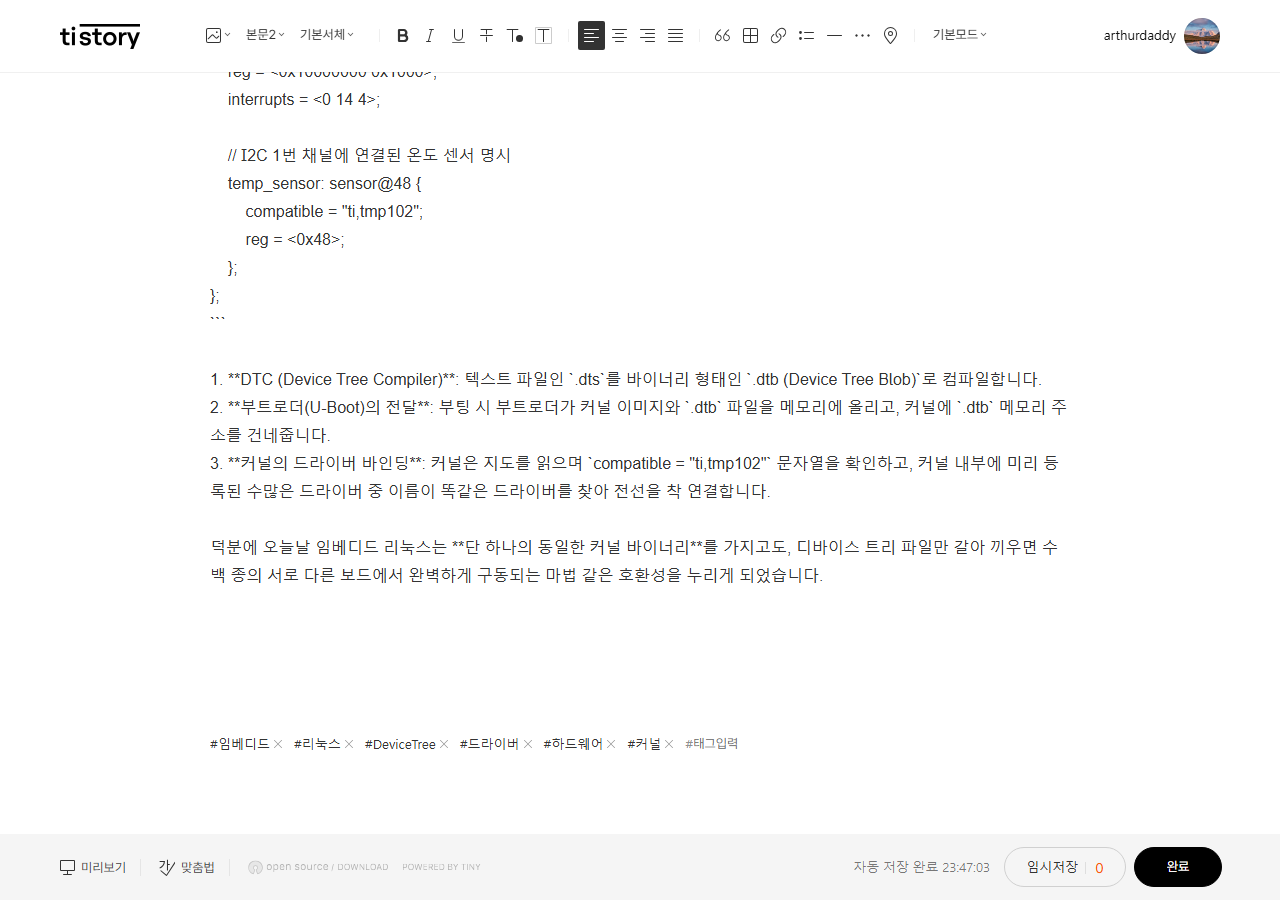 tistory
본문2
기본서체
기본모드
arthurdaddy
reg = <0x10000000 0x1000>;
interrupts = <0 14 4>;
// I2C 1번 채널에 연결된 온도 센서 명시
temp_sensor: sensor@48 {
compatible = "ti,tmp102";
reg = <0x48>;
};
};
```
1. **DTC (Device Tree Compiler)**: 텍스트 파일인 `.dts`를 바이너리 형태인 `.dtb (Device Tree Blob)`로 컴파일합니다.
2. **부트로더(U-Boot)의 전달**: 부팅 시 부트로더가 커널 이미지와 `.dtb` 파일을 메모리에 올리고, 커널에 `.dtb` 메모리 주
소를 건네줍니다.
3. **커널의 드라이버 바인딩**: 커널은 지도를 읽으며 `compatible = "ti,tmp102"` 문자열을 확인하고, 커널 내부에 미리 등
록된 수많은 드라이버 중 이름이 똑같은 드라이버를 찾아 전선을 착 연결합니다.
덕분에 오늘날 임베디드 리눅스는 **단 하나의 동일한 커널 바이너리**를 가지고도, 디바이스 트리 파일만 갈아 끼우면 수
백 종의 서로 다른 보드에서 완벽하게 구동되는 마법 같은 호환성을 누리게 되었습니다.
#임베디드 #리눅스 #DeviceTree #드라이버 #하드웨어 #커널 #태그입력
미리보기 맞춤법 open source / DOWNLOAD POWERED BY TINY 자동 저장 완료 23:47:03 임시저장 0 완료